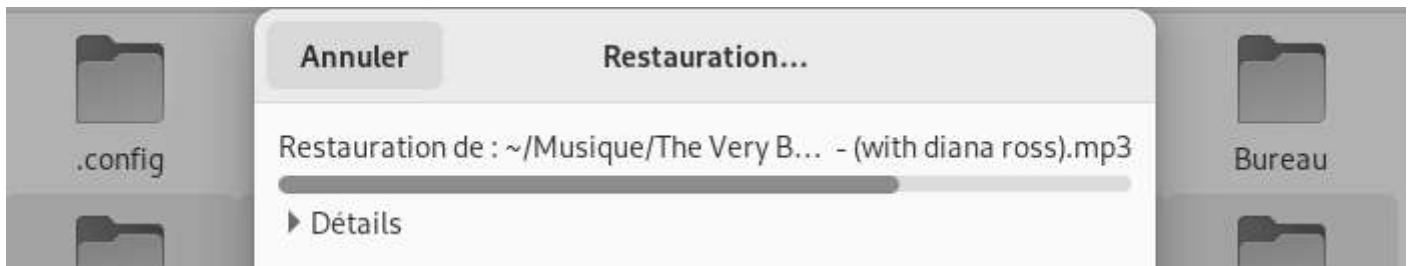 Annuler
Restauration...
.config
Restauration de : ~/Musique/The Very B... - (with diana ross).mp3
Bureau
Détails